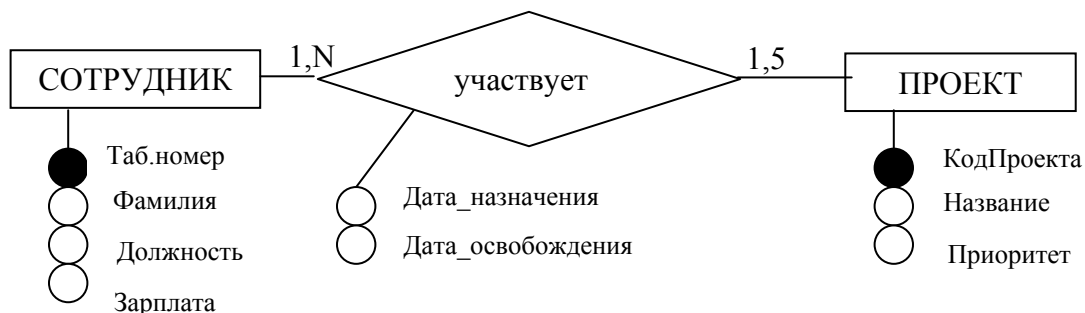 1,N
1,5
СОТРУДНИК
участвует
ПРОЕКТ
Таб.номер
Фамилия
Должность
Зарплата
Дата_назначения
Дата_освобождения
КодПроекта
Название
Приоритет